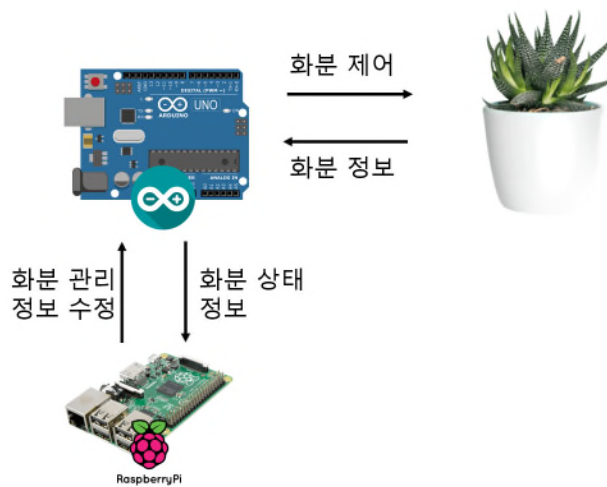 화분 제어
UNO
ARDUINO
화분 정보
화분 관리
정보 수정
화분 상태
정보
RaspberryPi